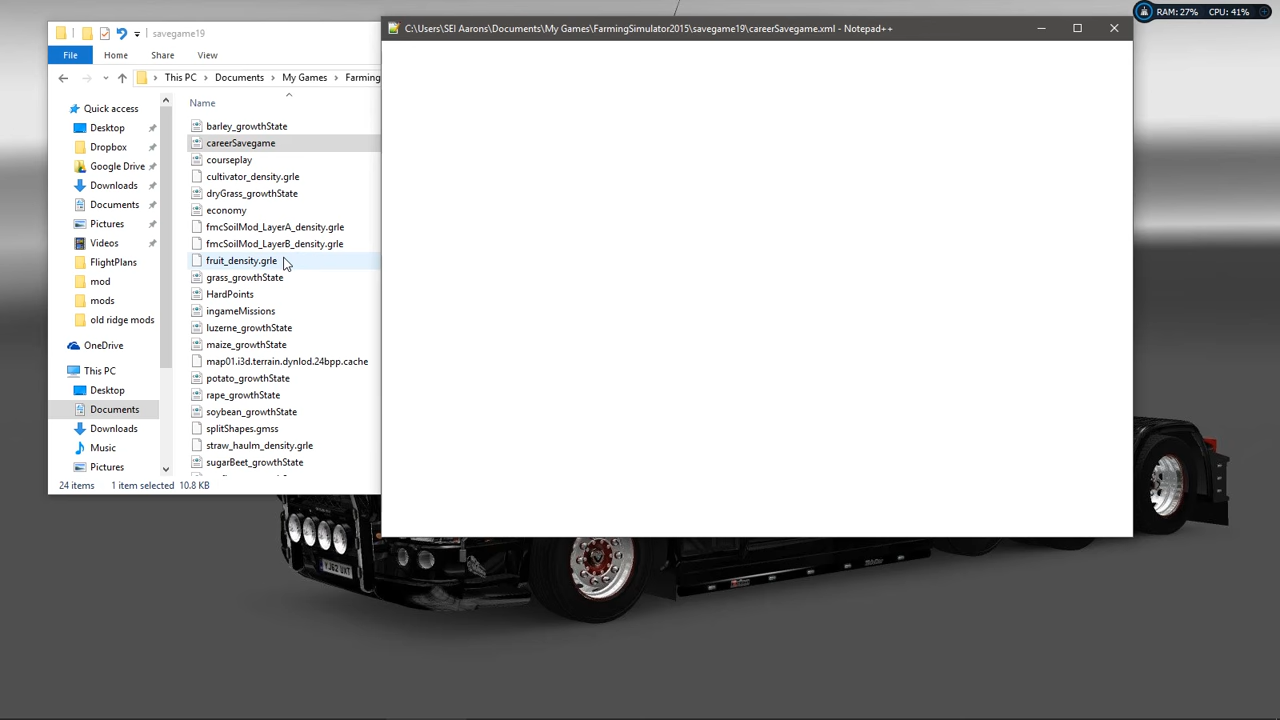 savegame19
File Home Share View
This PC Documents My Games Farming
Name
Quick access
Desktop
Dropbox
Google Drive
Downloads
Documents
Pictures
Videos
FlightPlans
mod
mods
old ridge mods
OneDrive
This PC
Desktop
Documents
Downloads
Music
Pictures
barley_growthState
careerSavegame
courseplay
cultivator_density.grle
dryGrass_growthState
economy
fmcSoilMod_LayerA_density.grle
fmcSoilMod_LayerB_density.grle
fruit_density.grle
grass_growthState
HardPoints
ingameMissions
luzerne_growthState
maize_growthState
map01.i3d.terrain.dynlod.24bpp.cache
potato_growthState
rape_growthState
soybean_growthState
splitShapes.gmss
straw_haulm_density.grle
sugarBeet_growthState
24 items 1 item selected 10.8 KB
C:\Users\SEI Aarons\Documents\My Games\FarmingSimulator2015\savegame19\careerSavegame.xml - Notepad++
RAM: 27% CPU: 41%
YJ62 UXT